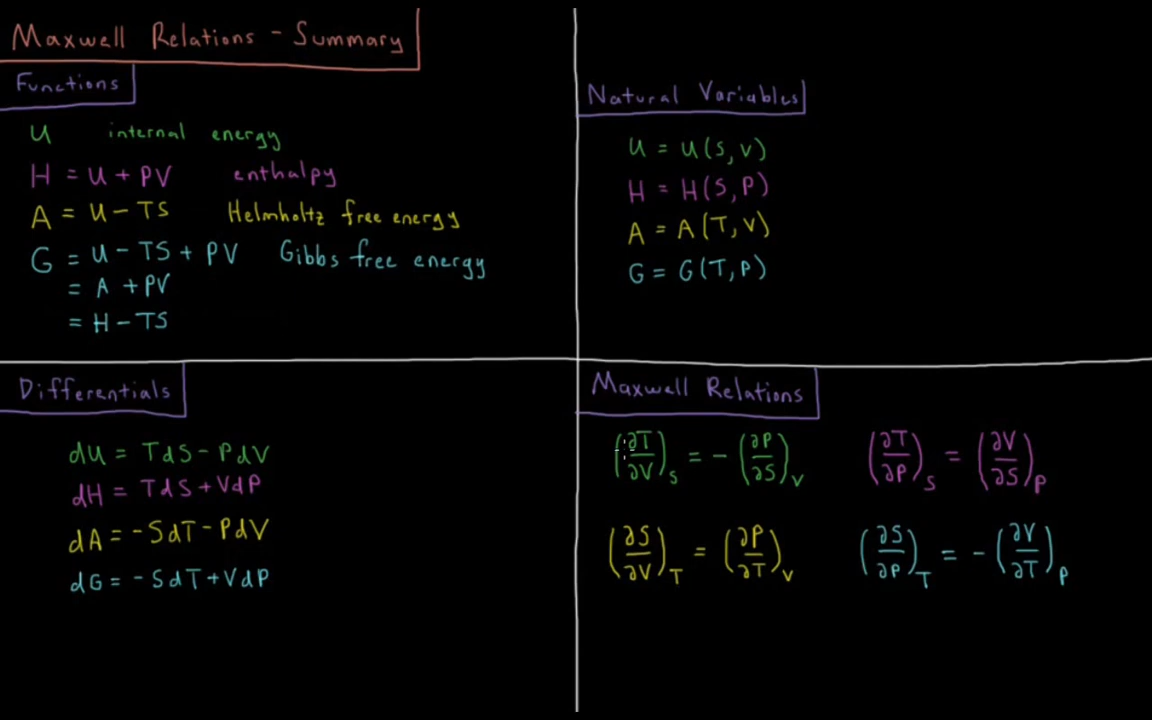 Maxwell Relations - Summary
Functions
U internal energy
H = U + PV enthalpy
A = U - TS Helmholtz free energy
G = U - TS + PV Gibbs free energy
= A + PV
= H - TS
Natural Variables
U = U(S,V)
H = H(S,P)
A = A(T,V)
G = G(T,P)
Differentials
dU = TdS - PdV
dH = TdS + VdP
dA = -SdT - PdV
dG = -SdT + VdP
Maxwell Relations
(∂T/∂V)_S = -(∂P/∂S)_V (∂T/∂P)_S = (∂V/∂S)_P
(∂S/∂V)_T = (∂P/∂T)_V (∂S/∂P)_T = -(∂V/∂T)_P